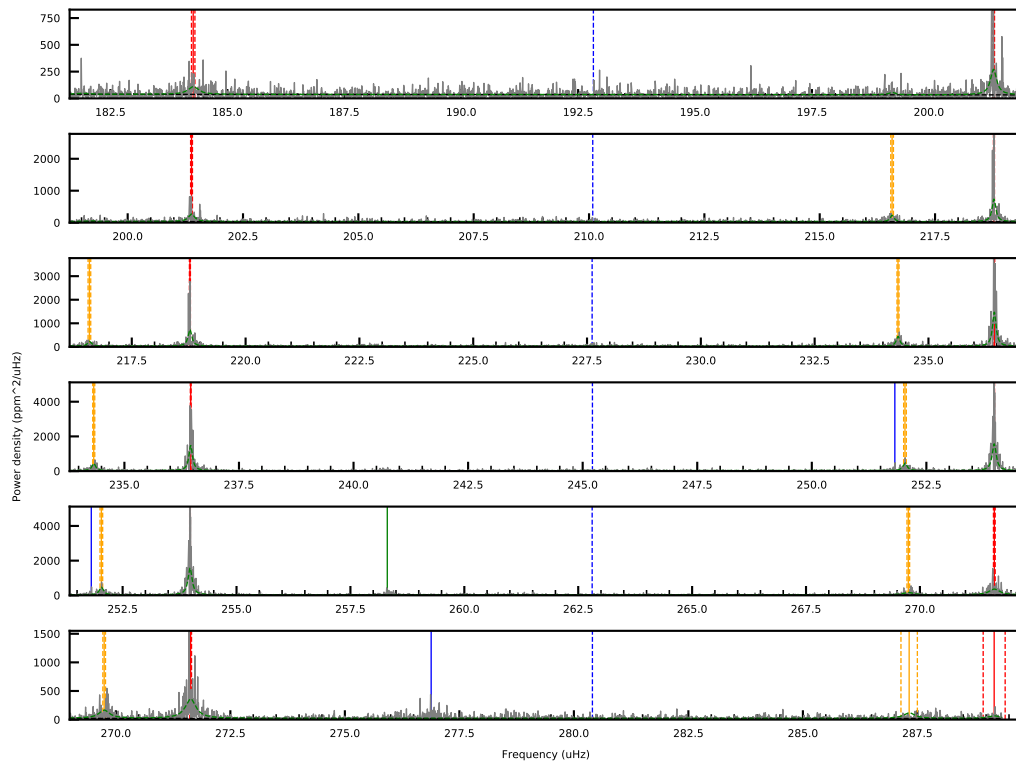 750
500
250
0
182.5 185.0 187.5 190.0 192.5 195.0 197.5 200.0
2000
1000
0
200.0 202.5 205.0 207.5 210.0 212.5 215.0 217.5
3000
2000
1000
0
217.5 220.0 222.5 225.0 227.5 230.0 232.5 235.0
Power density (ppm^2/uHz)
4000
2000
0
235.0 237.5 240.0 242.5 245.0 247.5 250.0 252.5
4000
2000
0
252.5 255.0 257.5 260.0 262.5 265.0 267.5 270.0
1500
1000
500
0
270.0 272.5 275.0 277.5 280.0 282.5 285.0 287.5
Frequency (uHz)